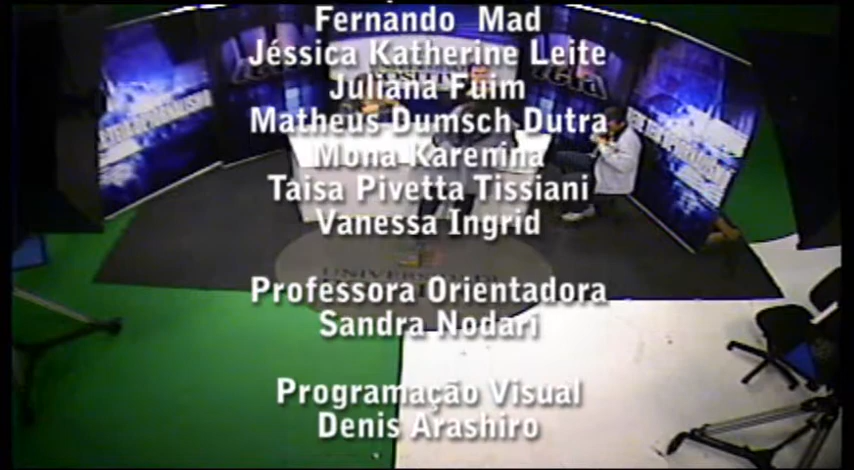 Fernando Mad
Jéssica Katherine Leite
Juliana Fuim
Matheus Dumsch Dutra
Mona Karenina
Taisa Pivetta Tissiani
Vanessa Ingrid
Professora Orientadora
Sandra Nodari
Programação Visual
Denis Arashiro